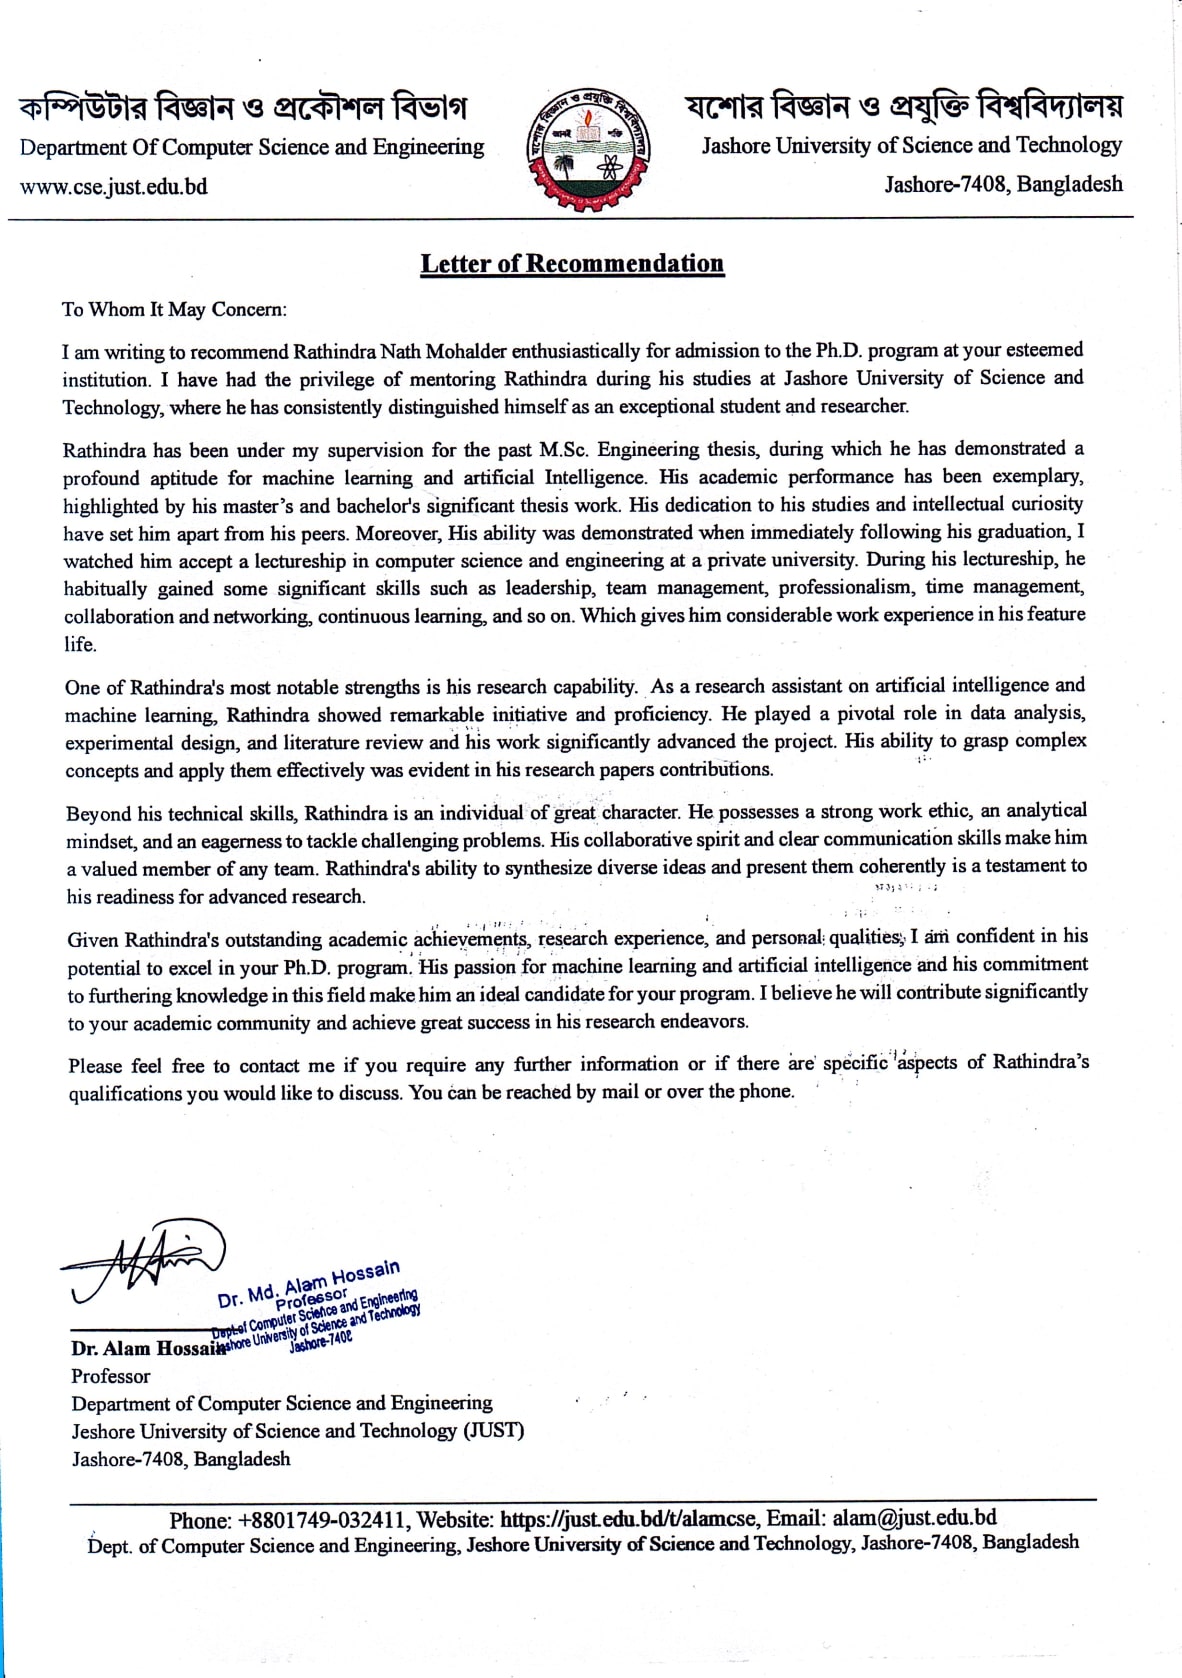 কম্পিউটার বিজ্ঞান ও প্রকৌশল বিভাগ
Department Of Computer Science and Engineering
www.cse.just.edu.bd
যশোর বিজ্ঞান ও প্রযুক্তি বিশ্ববিদ্যালয়
Jashore University of Science and Technology
Jashore-7408, Bangladesh
Letter of Recommendation
To Whom It May Concern:
I am writing to recommend Rathindra Nath Mohalder enthusiastically for admission to the Ph.D. program at your esteemed
institution. I have had the privilege of mentoring Rathindra during his studies at Jashore University of Science and
Technology, where he has consistently distinguished himself as an exceptional student and researcher.
Rathindra has been under my supervision for the past M.Sc. Engineering thesis, during which he has demonstrated a
profound aptitude for machine learning and artificial Intelligence. His academic performance has been exemplary,
highlighted by his master’s and bachelor's significant thesis work. His dedication to his studies and intellectual curiosity
have set him apart from his peers. Moreover, His ability was demonstrated when immediately following his graduation, I
watched him accept a lectureship in computer science and engineering at a private university. During his lectureship, he
habitually gained some significant skills such as leadership, team management, professionalism, time management,
collaboration and networking, continuous learning, and so on. Which gives him considerable work experience in his feature
life.
One of Rathindra's most notable strengths is his research capability. As a research assistant on artificial intelligence and
machine learning, Rathindra showed remarkable initiative and proficiency. He played a pivotal role in data analysis,
experimental design, and literature review and his work significantly advanced the project. His ability to grasp complex
concepts and apply them effectively was evident in his research papers contributions.
Beyond his technical skills, Rathindra is an individual of great character. He possesses a strong work ethic, an analytical
mindset, and an eagerness to tackle challenging problems. His collaborative spirit and clear communication skills make him
a valued member of any team. Rathindra's ability to synthesize diverse ideas and present them coherently is a testament to
his readiness for advanced research.
Given Rathindra's outstanding academic achievements, research experience, and personal qualities, I am confident in his
potential to excel in your Ph.D. program. His passion for machine learning and artificial intelligence and his commitment
to furthering knowledge in this field make him an ideal candidate for your program. I believe he will contribute significantly
to your academic community and achieve great success in his research endeavors.
Please feel free to contact me if you require any further information or if there are specific aspects of Rathindra’s
qualifications you would like to discuss. You can be reached by mail or over the phone.
Dr. Md. Alam Hossain
Professor
Dept.of Computer Science and Engineering
Jashore University of Science and Technology
Jashore-7408
Dr. Alam Hossain
Professor
Department of Computer Science and Engineering
Jeshore University of Science and Technology (JUST)
Jashore-7408, Bangladesh
Phone: +8801749-032411, Website: https://just.edu.bd/t/alamcse, Email: alam@just.edu.bd
Dept. of Computer Science and Engineering, Jeshore University of Science and Technology, Jashore-7408, Bangladesh